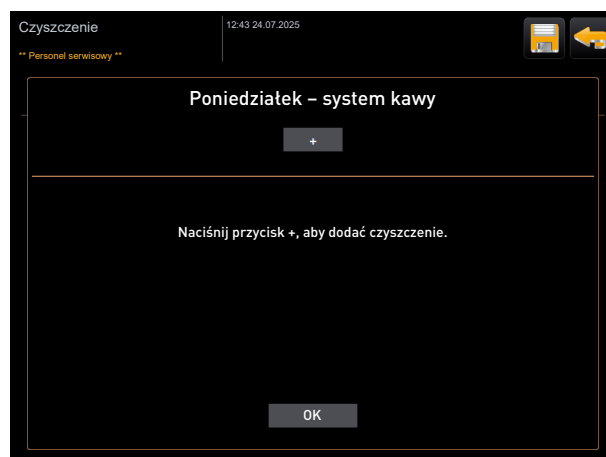 Czyszczenie
12:43 24.07.2025
** Personel serwisowy **
Poniedziałek – system kawy
+
Naciśnij przycisk +, aby dodać czyszczenie.
OK